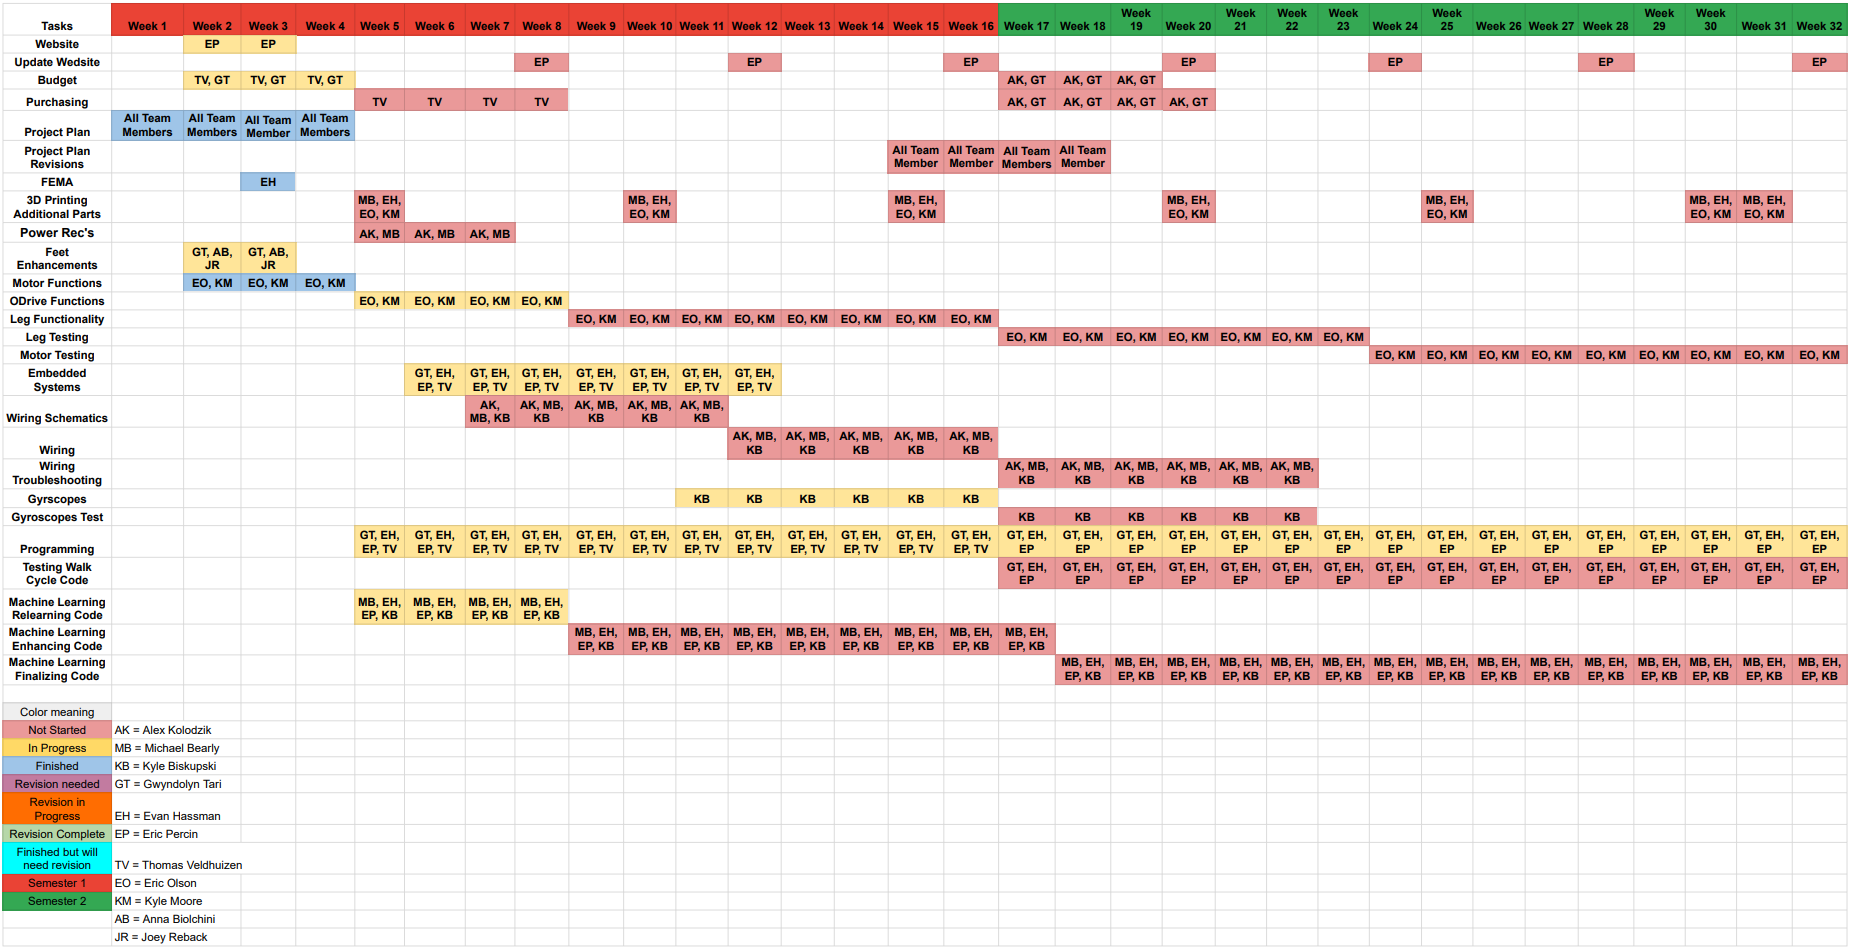 Tasks Week 1 Week 2 Week 3 Week 4 Week 5 Week 6 Week 7 Week 8 Week 9 Week 10 Week 11 Week 12 Week 13 Week 14 Week 15 Week 16 Week 17 Week 18 Week 19 Week 20 Week 21 Week 22 Week 23 Week 24 Week 25 Week 26 Week 27 Week 28 Week 29 Week 30 Week 31 Week 32
Website EP EP
Update Wedsite EP EP EP EP EP EP EP
Budget TV, GT TV, GT TV, GT AK, GT AK, GT AK, GT
Purchasing TV TV TV TV AK, GT AK, GT AK, GT AK, GT
Project Plan All Team Members All Team Members All Team Member All Team Members
Project Plan Revisions All Team Member All Team Member All Team Members All Team Member
FEMA EH
3D Printing Additional Parts MB, EH, EO, KM MB, EH, EO, KM MB, EH, EO, KM MB, EH, EO, KM MB, EH, EO, KM MB, EH, EO, KM MB, EH, EO, KM
Power Rec's AK, MB AK, MB AK, MB
Feet Enhancements GT, AB, JR GT, AB, JR
Motor Functions EO, KM EO, KM EO, KM
ODrive Functions EO, KM EO, KM EO, KM EO, KM
Leg Functionality EO, KM EO, KM EO, KM EO, KM EO, KM EO, KM EO, KM EO, KM
Leg Testing EO, KM EO, KM EO, KM EO, KM EO, KM EO, KM EO, KM
Motor Testing EO, KM EO, KM EO, KM EO, KM EO, KM EO, KM EO, KM EO, KM EO, KM
Embedded Systems GT, EH, EP, TV GT, EH, EP, TV GT, EH, EP, TV GT, EH, EP, TV GT, EH, EP, TV GT, EH, EP, TV GT, EH, EP, TV
Wiring Schematics AK, MB, KB AK, MB, KB AK, MB, KB AK, MB, KB AK, MB, KB
Wiring AK, MB, KB AK, MB, KB AK, MB, KB AK, MB, KB AK, MB, KB
Wiring Troubleshooting AK, MB, KB AK, MB, KB AK, MB, KB AK, MB, KB AK, MB, KB AK, MB, KB
Gyrscopes KB KB KB KB KB KB
Gyroscopes Test KB KB KB KB KB KB
Programming GT, EH, EP, TV GT, EH, EP, TV GT, EH, EP, TV GT, EH, EP, TV GT, EH, EP, TV GT, EH, EP, TV GT, EH, EP, TV GT, EH, EP, TV GT, EH, EP, TV GT, EH, EP, TV GT, EH, EP, TV GT, EH, EP, TV GT, EH, EP GT, EH, EP GT, EH, EP GT, EH, EP GT, EH, EP GT, EH, EP GT, EH, EP GT, EH, EP GT, EH, EP GT, EH, EP GT, EH, EP GT, EH, EP GT, EH, EP GT, EH, EP GT, EH, EP GT, EH, EP
Testing Walk Cycle Code GT, EH, EP GT, EH, EP GT, EH, EP GT, EH, EP GT, EH, EP GT, EH, EP GT, EH, EP GT, EH, EP GT, EH, EP GT, EH, EP GT, EH, EP GT, EH, EP GT, EH, EP GT, EH, EP GT, EH, EP GT, EH, EP
Machine Learning Relearning Code MB, EH, EP, KB MB, EH, EP, KB MB, EH, EP, KB MB, EH, EP, KB
Machine Learning Enhancing Code MB, EH, EP, KB MB, EH, EP, KB MB, EH, EP, KB MB, EH, EP, KB MB, EH, EP, KB MB, EH, EP, KB MB, EH, EP, KB MB, EH, EP, KB MB, EH, EP, KB
Machine Learning Finalizing Code MB, EH, EP, KB MB, EH, EP, KB MB, EH, EP, KB MB, EH, EP, KB MB, EH, EP, KB MB, EH, EP, KB MB, EH, EP, KB MB, EH, EP, KB MB, EH, EP, KB MB, EH, EP, KB MB, EH, EP, KB MB, EH, EP, KB MB, EH, EP, KB MB, EH, EP, KB MB, EH, EP, KB
Color meaning
Not Started AK = Alex Kolodzik
In Progress MB = Michael Bearly
Finished KB = Kyle Biskupski
Revision needed GT = Gwyndolyn Tari
Revision in Progress EH = Evan Hassman
Revision Complete EP = Eric Percin
Finished but will need revision TV = Thomas Veldhuizen
Semester 1 EO = Eric Olson
Semester 2 KM = Kyle Moore
AB = Anna Biolchini
JR = Joey Reback